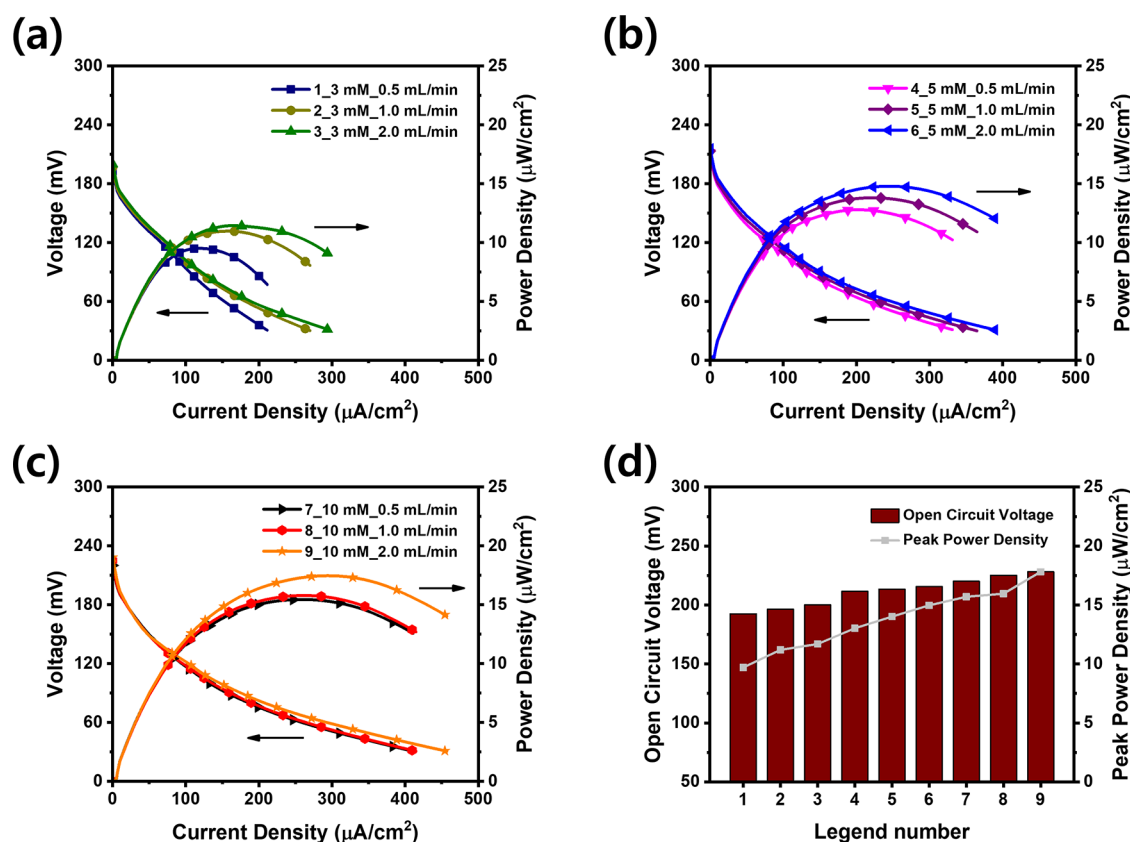 (a)
300
240
180
120
60
0
Voltage (mV)
1_3 mM_0.5 mL/min
2_3 mM_1.0 mL/min
3_3 mM_2.0 mL/min
25
20
15
10
5
0
Power Density (μW/cm²)
0 100 200 300 400 500
Current Density (μA/cm²)
(b)
300
240
180
120
60
0
Voltage (mV)
4_5 mM_0.5 mL/min
5_5 mM_1.0 mL/min
6_5 mM_2.0 mL/min
25
20
15
10
5
0
Power Density (μW/cm²)
0 100 200 300 400 500
Current Density (μA/cm²)
(c)
300
240
180
120
60
0
Voltage (mV)
7_10 mM_0.5 mL/min
8_10 mM_1.0 mL/min
9_10 mM_2.0 mL/min
25
20
15
10
5
0
Power Density (μW/cm²)
0 100 200 300 400 500
Current Density (μA/cm²)
(d)
300
250
200
150
100
50
Open Circuit Voltage (mV)
Open Circuit Voltage
Peak Power Density
25
20
15
10
5
0
Peak Power Density (μW/cm²)
1 2 3 4 5 6 7 8 9
Legend number